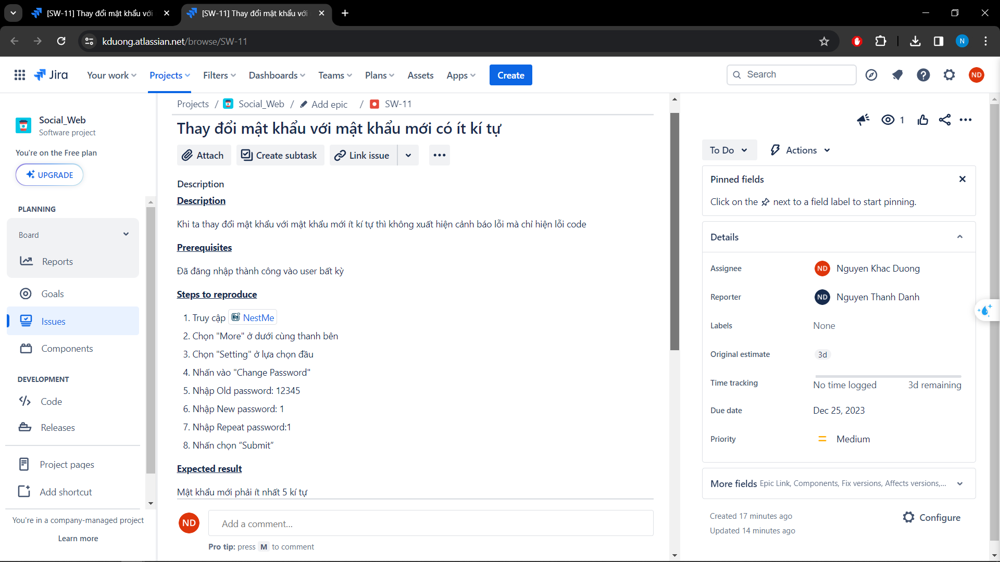 [SW-11] Thay đổi mật khẩu với
[SW-11] Thay đổi mật khẩu với
kduong.atlassian.net/browse/SW-11
N
Jira
Your work
Projects
Filters
Dashboards
Teams
Plans
Assets
Apps
Create
Search
ND
Social_Web
Software project
You're on the Free plan
UPGRADE
PLANNING
Board
Reports
Goals
Issues
Components
DEVELOPMENT
Code
Releases
Project pages
Add shortcut
You're in a company-managed project
Learn more
Projects / Social_Web / Add epic / SW-11
Thay đổi mật khẩu với mật khẩu mới có ít kí tự
Attach
Create subtask
Link issue
Description
Description
Khi ta thay đổi mật khẩu với mật khẩu mới ít kí tự thì không xuất hiện cảnh báo lỗi mà chỉ hiện lỗi code
Prerequisites
Đã đăng nhập thành công vào user bất kỳ
Steps to reproduce
1. Truy cập NestMe
2. Chọn "More" ở dưới cùng thanh bên
3. Chọn "Setting" ở lựa chọn đầu
4. Nhấn vào "Change Password"
5. Nhập Old password: 12345
6. Nhập New password: 1
7. Nhập Repeat password:1
8. Nhấn chọn “Submit”
Expected result
Mật khẩu mới phải ít nhất 5 kí tự
ND
Add a comment...
Pro tip: press M to comment
1
To Do
Actions
Pinned fields
Click on the next to a field label to start pinning.
Details
Assignee
ND Nguyen Khac Duong
Reporter
ND Nguyen Thanh Danh
Labels
None
Original estimate
3d
Time tracking
No time logged
3d remaining
Due date
Dec 25, 2023
Priority
Medium
More fields Epic Link, Components, Fix versions, Affects versions,...
Created 17 minutes ago
Updated 14 minutes ago
Configure